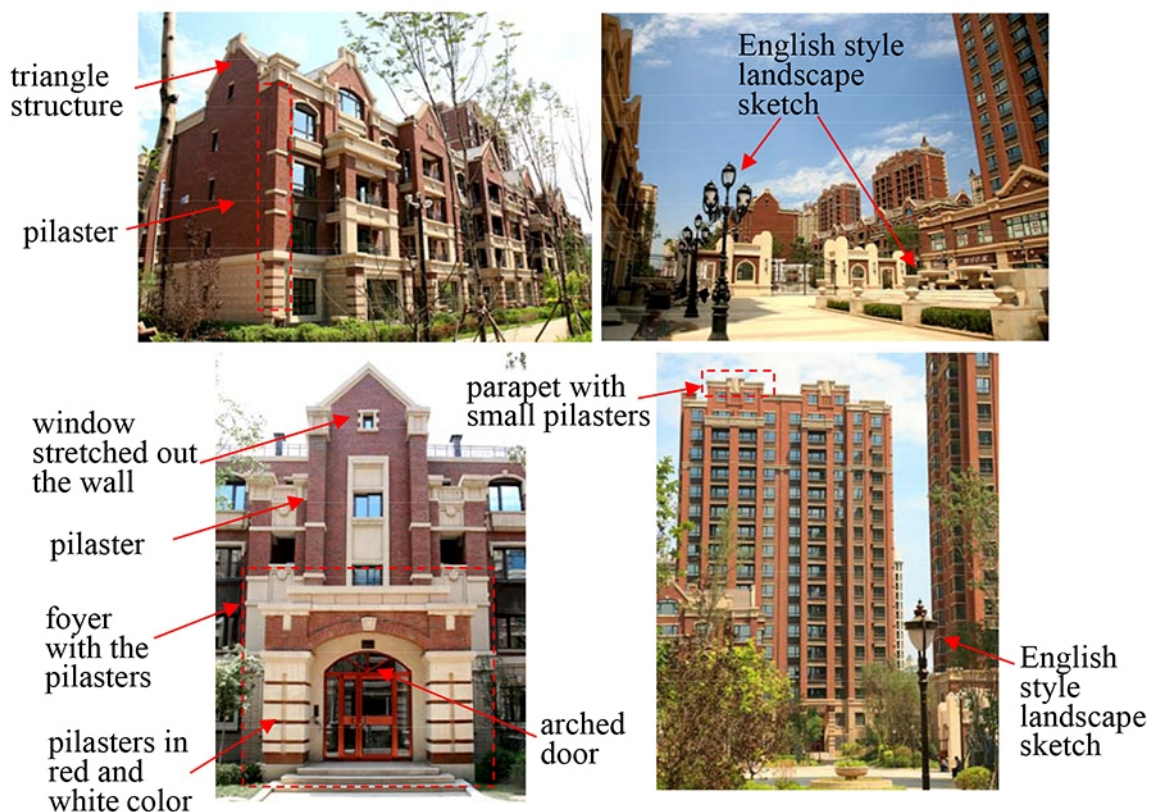 triangle
structure
pilaster
English style
landscape
sketch
window
stretched out
the wall
pilaster
foyer
with the
pilasters
pilasters in
red and
white color
arched
door
parapet with
small pilasters
English
style
landscape
sketch